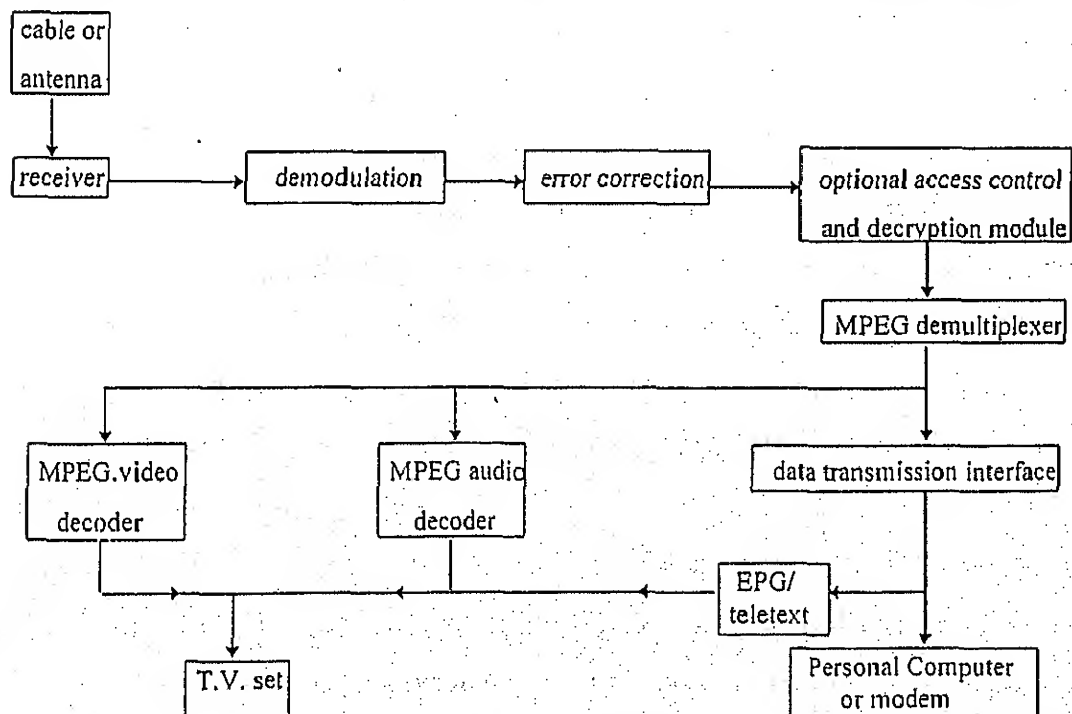 cable or
antenna
receiver
demodulation
error correction
optional access control
and decryption module
MPEG demultiplexer
MPEG.video
decoder
MPEG audio
decoder
data transmission interface
EPG/
teletext
T.V. set
Personal Computer
or modem